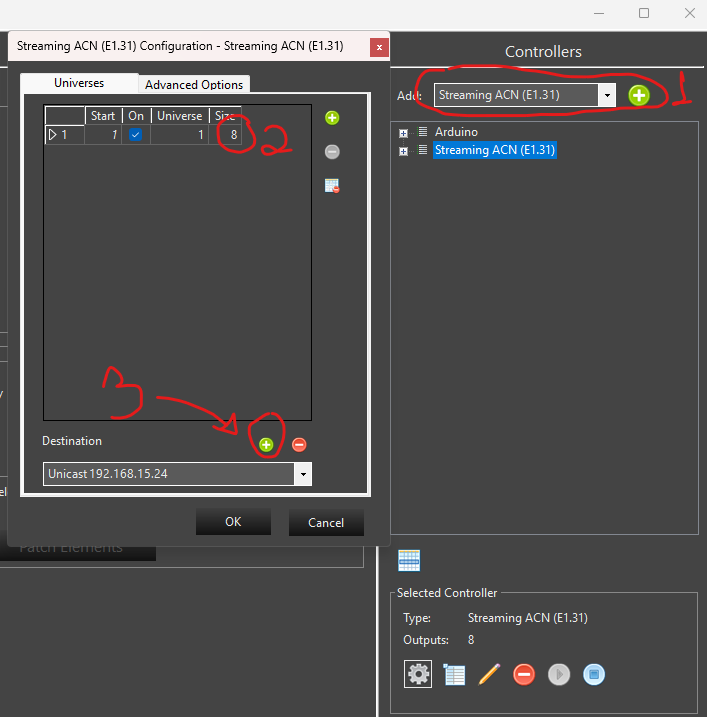 Streaming ACN (E1.31) Configuration - Streaming ACN (E1.31)
x
Universes
Advanced Options
Start On Universe Size
1 1 1 8
2
3
Destination
Unicast 192.168.15.24
OK
Cancel
Patch Elements
Controllers
Add: Streaming ACN (E1.31)
1
Arduino
Streaming ACN (E1.31)
Selected Controller
Type: Streaming ACN (E1.31)
Outputs: 8